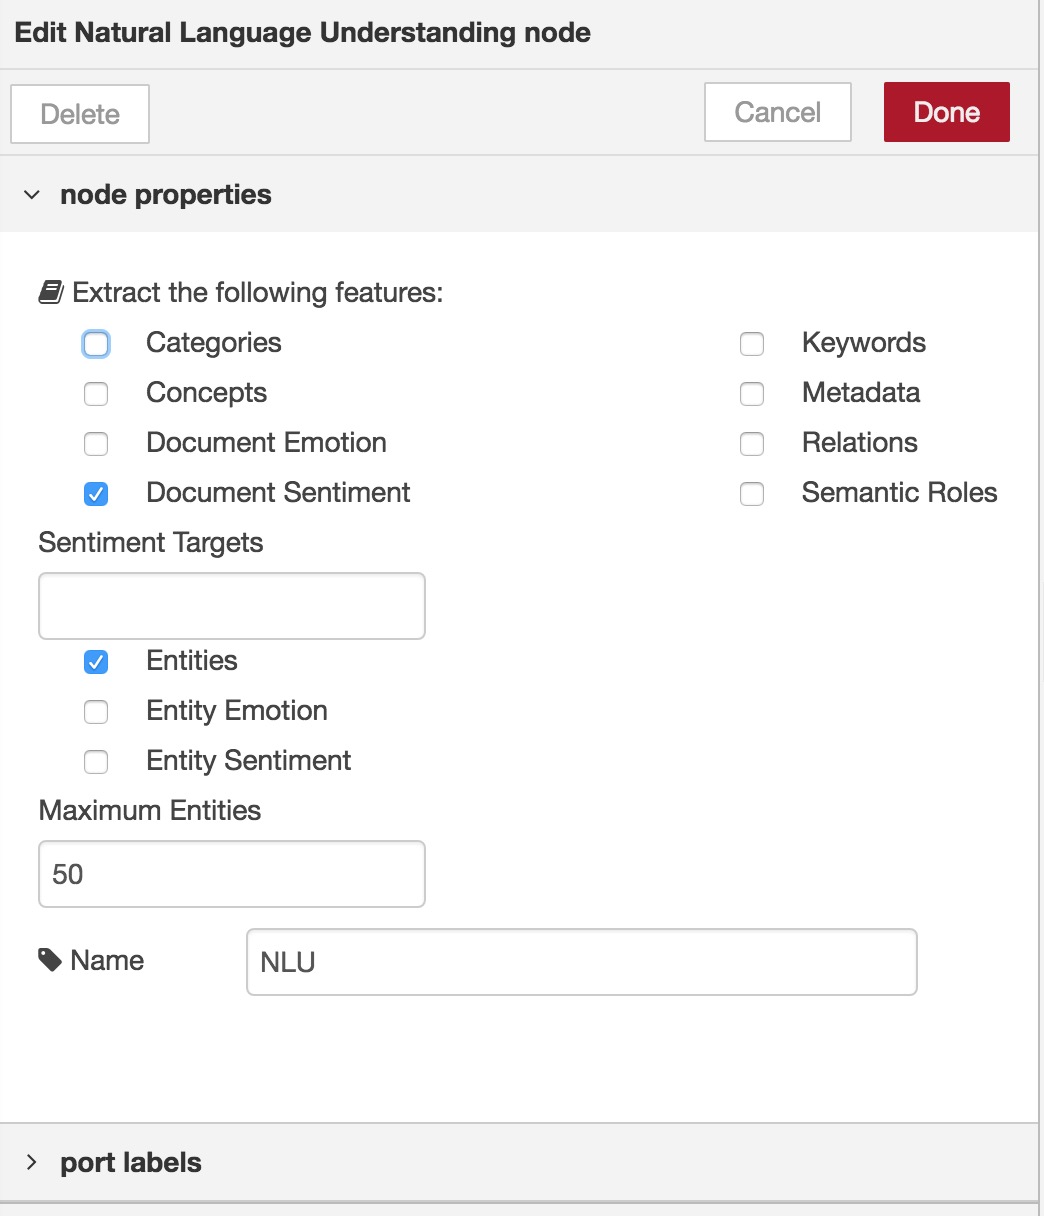 Edit Natural Language Understanding node
Delete
Cancel
Done
node properties
Extract the following features:
Categories
Keywords
Concepts
Metadata
Document Emotion
Relations
Document Sentiment
Semantic Roles
Sentiment Targets
Entities
Entity Emotion
Entity Sentiment
Maximum Entities
50
Name
NLU
port labels